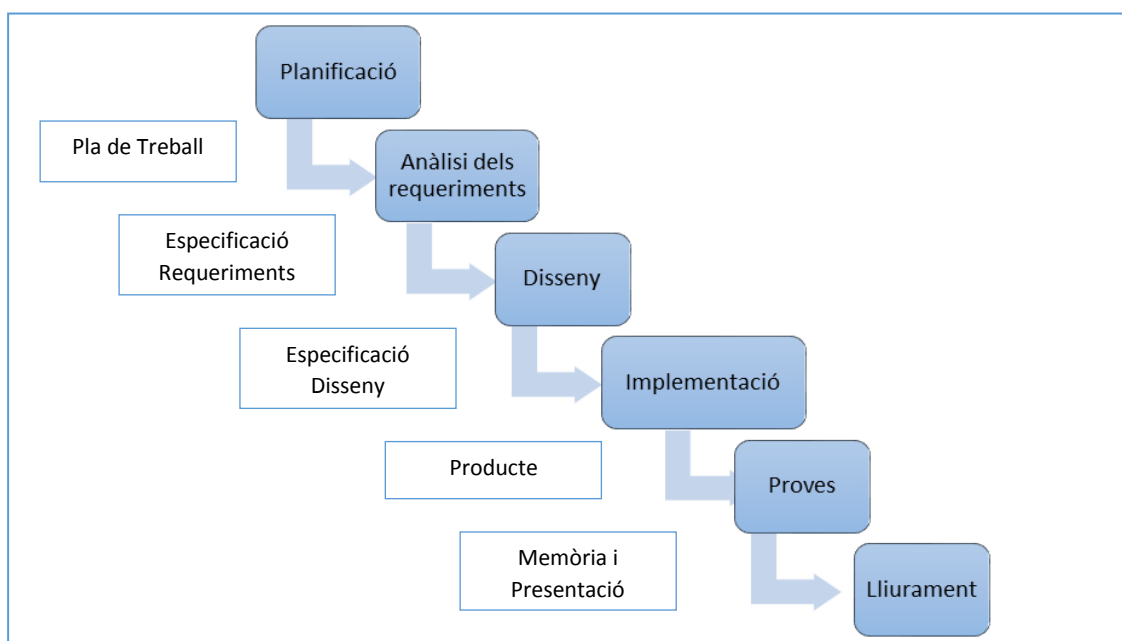 Planificació
Pla de Treball
Anàlisi dels
requeriments
Especificació
Requeriments
Disseny
Especificació
Disseny
Implementació
Producte
Proves
Memòria i
Presentació
Lliurament